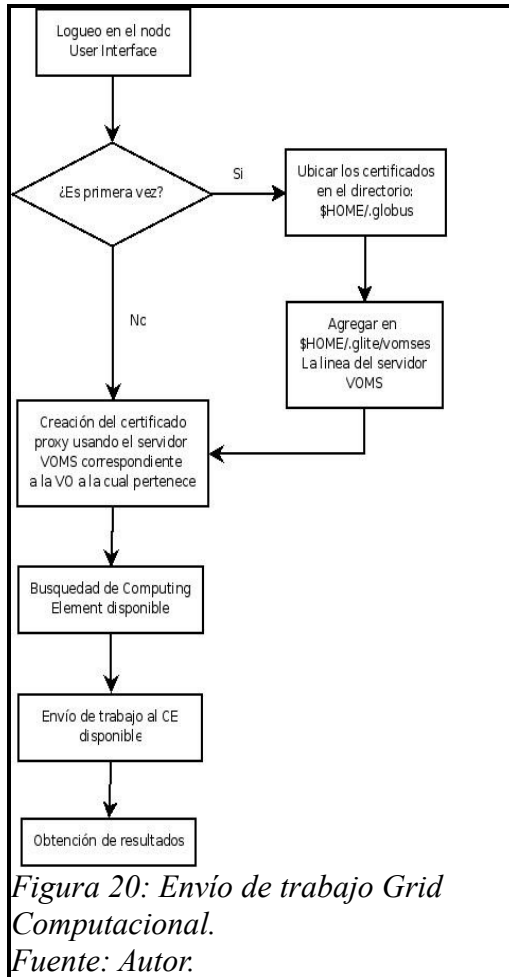 Logueo en el nodo
User Interface
¿Es primera vez?
Si
Ubicar los certificados
en el directorio:
$HOME/.globus
No
Agregar en
$HOME/.glite/vomses
La linea del servidor
VOMS
Creación del certificado
proxy usando el servidor
VOMS correspondiente
a la VO a la cual pertenece
Busquedad de Computing
Element disponible
Envío de trabajo al CE
disponible
Obtención de resultados
Figura 20: Envío de trabajo Grid
Computacional.
Fuente: Autor.